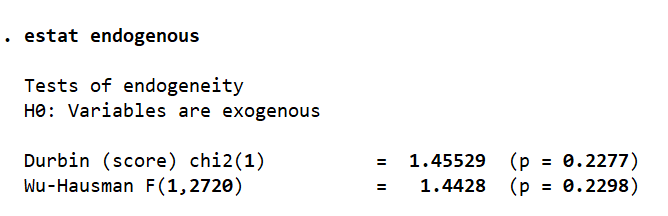 . estat endogenous
Tests of endogeneity
H0: Variables are exogenous
Durbin (score) chi2(1) = 1.45529 (p = 0.2277)
Wu-Hausman F(1,2720) = 1.4428 (p = 0.2298)